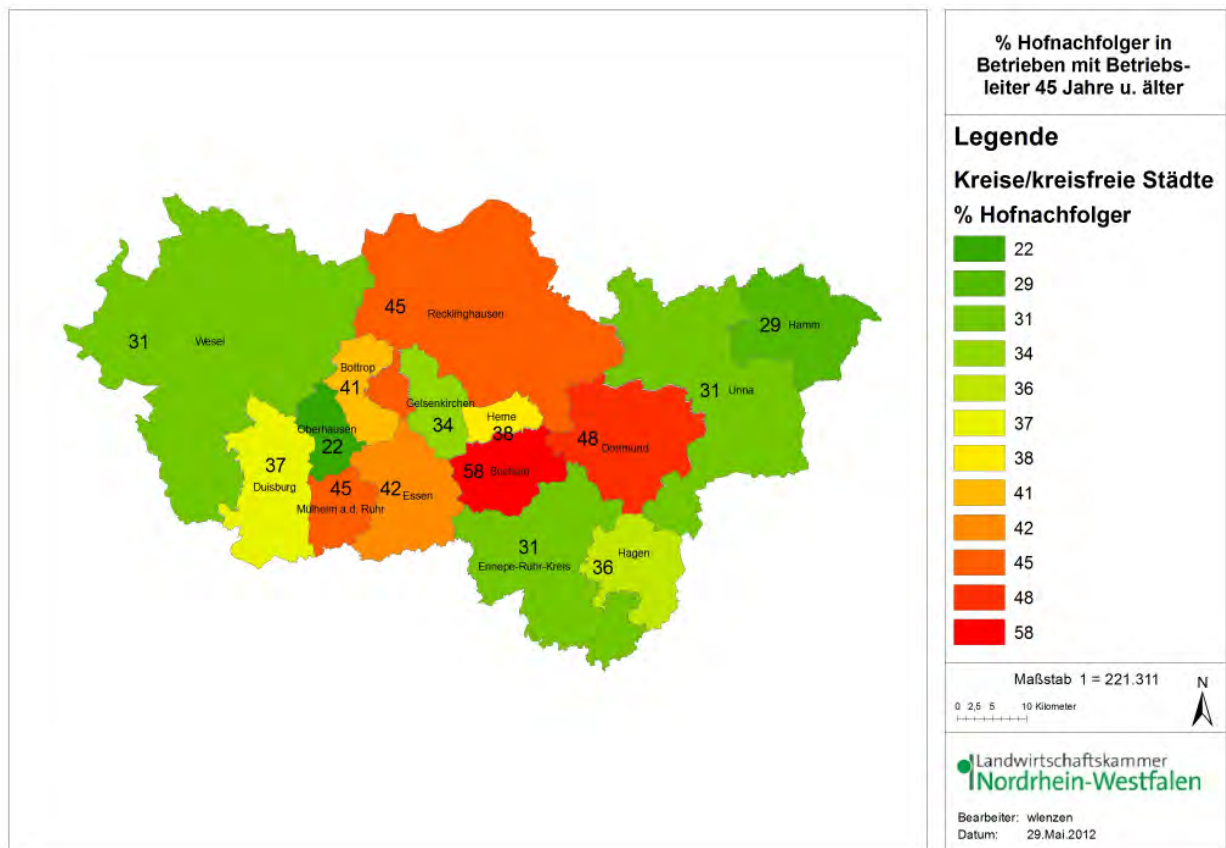 % Hofnachfolger in
Betrieben mit Betriebs-
leiter 45 Jahre u. älter
Legende
Kreise/kreisfreie Städte
% Hofnachfolger
22
29
31
34
36
37
38
41
42
45
48
58
Maßstab 1 = 221.311
N
0 2,5 5 10 Kilometer
Landwirtschaftskammer
Nordrhein-Westfalen
Bearbeiter: wlenzen
Datum: 29.Mai.2012
45
Recklinghausen
29 Hamm
31
Wesel
Bottrop
41
31 Unna
Gelsenkirchen
34
Herne
38
Oberhausen
22
48
Dortmund
37
Duisburg
58 Bochum
45
Mülheim a.d. Ruhr
42 Essen
31
Ennepe-Ruhr-Kreis
Hagen
36